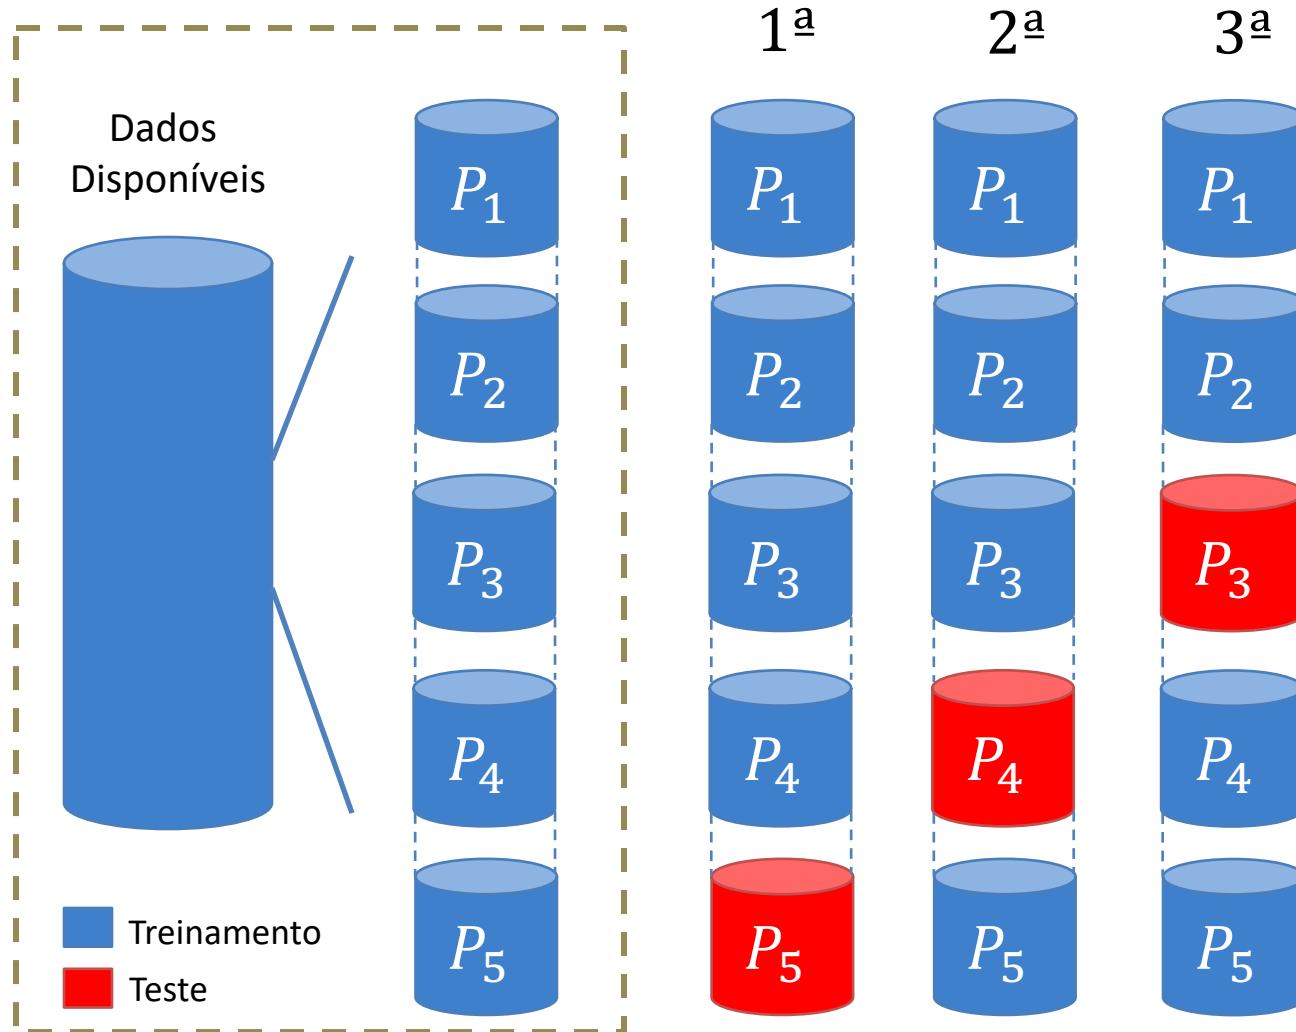 1ª 2ª 3ª
Dados
Disponíveis
P₁ P₁ P₁ P₁
P₂ P₂ P₂ P₂
P₃ P₃ P₃ P₃
P₄ P₄ P₄ P₄
P₅ P₅ P₅ P₅
Treinamento
Teste